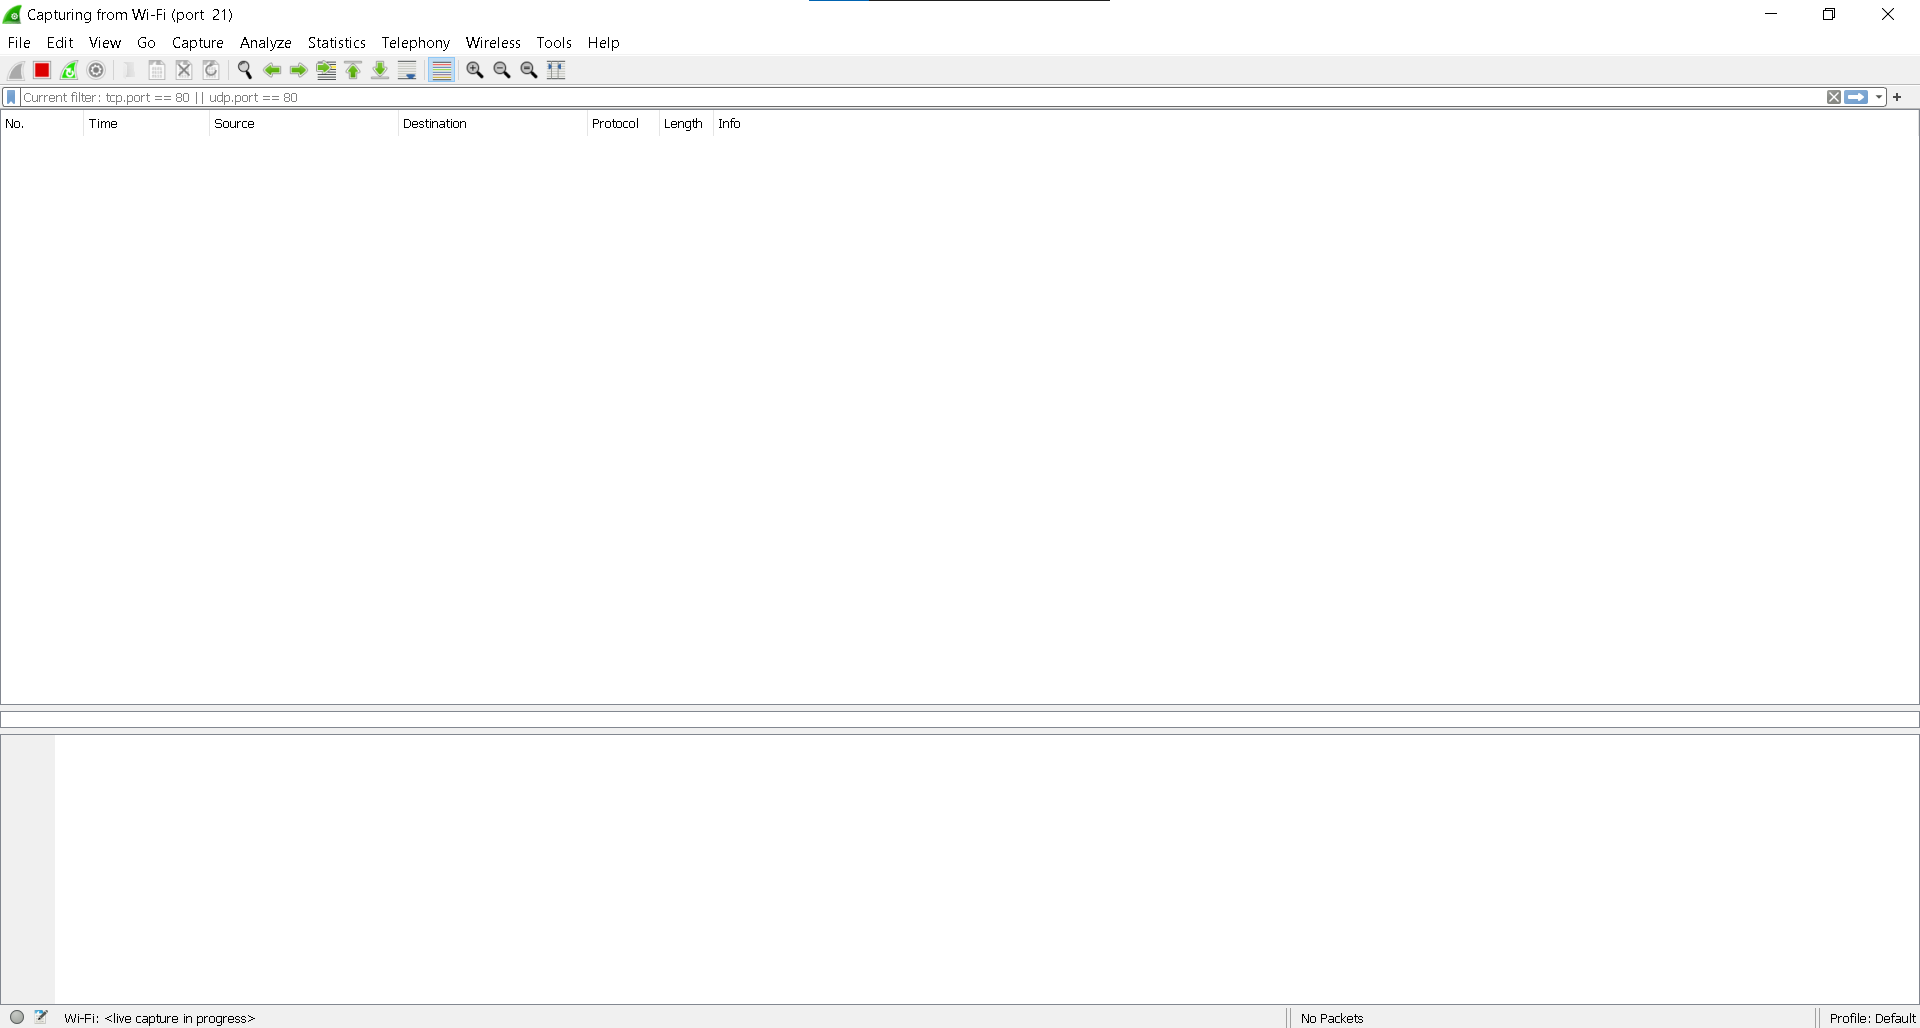 Capturing from Wi-Fi (port 21)
File Edit View Go Capture Analyze Statistics Telephony Wireless Tools Help
Current filter: tcp.port == 80 || udp.port == 80
No. Time Source Destination Protocol Length Info
Wi-Fi: <live capture in progress> No Packets Profile: Default